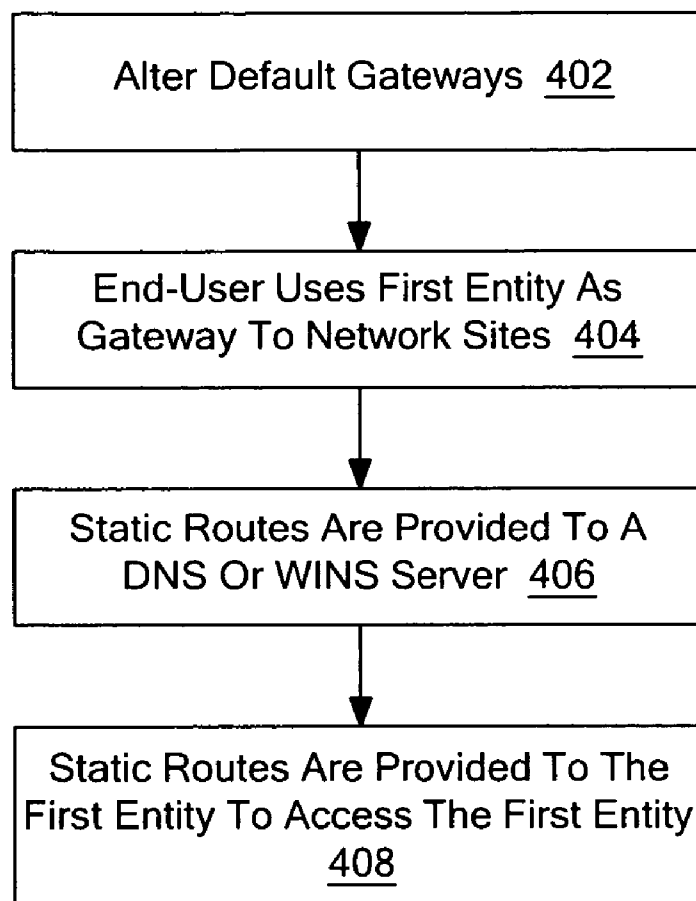 Alter Default Gateways 402
End-User Uses First Entity As
Gateway To Network Sites 404
Static Routes Are Provided To A
DNS Or WINS Server 406
Static Routes Are Provided To The
First Entity To Access The First Entity
408